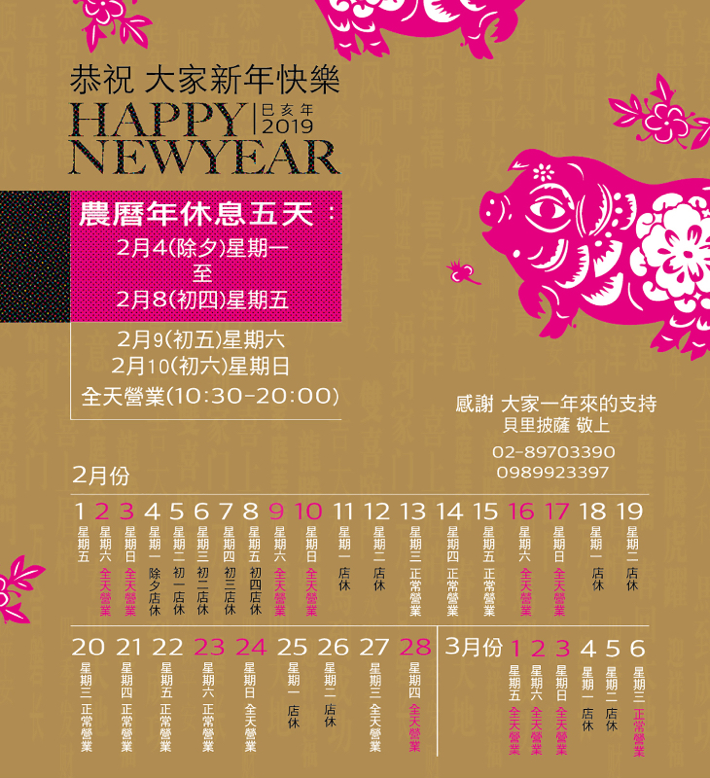 恭祝 大家新年快樂
HAPPY 巳亥年 2019
NEWYEAR
農曆年休息五天：
2月4(除夕)星期一
至
2月8(初四)星期五
2月9(初五)星期六
2月10(初六)星期日
全天營業(10:30-20:00)
感謝 大家一年來的支持
貝里披薩 敬上
02-89703390
0989923397
2月份
1 星期五
2 星期六 全天營業
3 星期日 全天營業
4 星期一 除夕店休
5 星期二 初一店休
6 星期三 初二店休
7 星期四 初三店休
8 星期五 初四店休
9 星期六 全天營業
10 星期日 全天營業
11 星期一 店休
12 星期二 店休
13 星期三 正常營業
14 星期四 正常營業
15 星期五 正常營業
16 星期六 全天營業
17 星期日 全天營業
18 星期一 店休
19 星期二 店休
20 星期三 正常營業
21 星期四 正常營業
22 星期五 正常營業
23 星期六 正常營業
24 星期日 全天營業
25 星期一 店休
26 星期二 店休
27 星期三 全天營業
28 星期四 全天營業
3月份
1 星期五 全天營業
2 星期六 全天營業
3 星期日 全天營業
4 星期一 店休
5 星期二 店休
6 星期三 正常營業